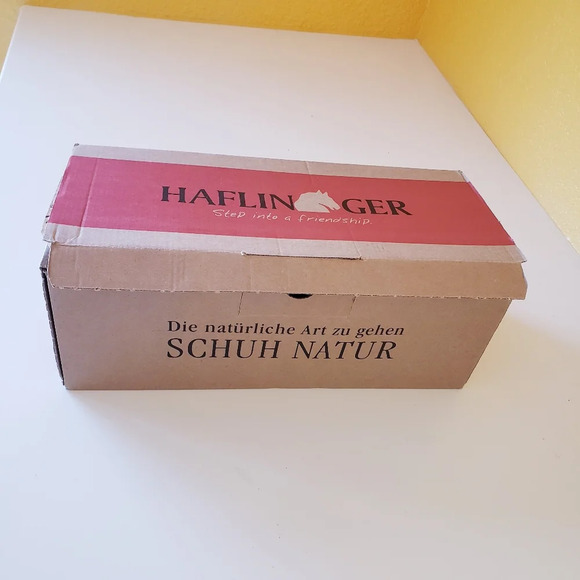 HAFLINGER
Step into a friendship.
Die natürliche Art zu gehen
SCHUH NATUR